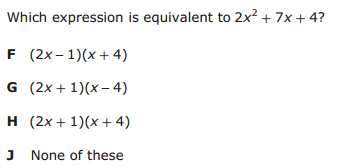 Which expression is equivalent to 2x² + 7x + 4?
F (2x – 1)(x + 4)
G (2x + 1)(x – 4)
H (2x + 1)(x + 4)
J None of these